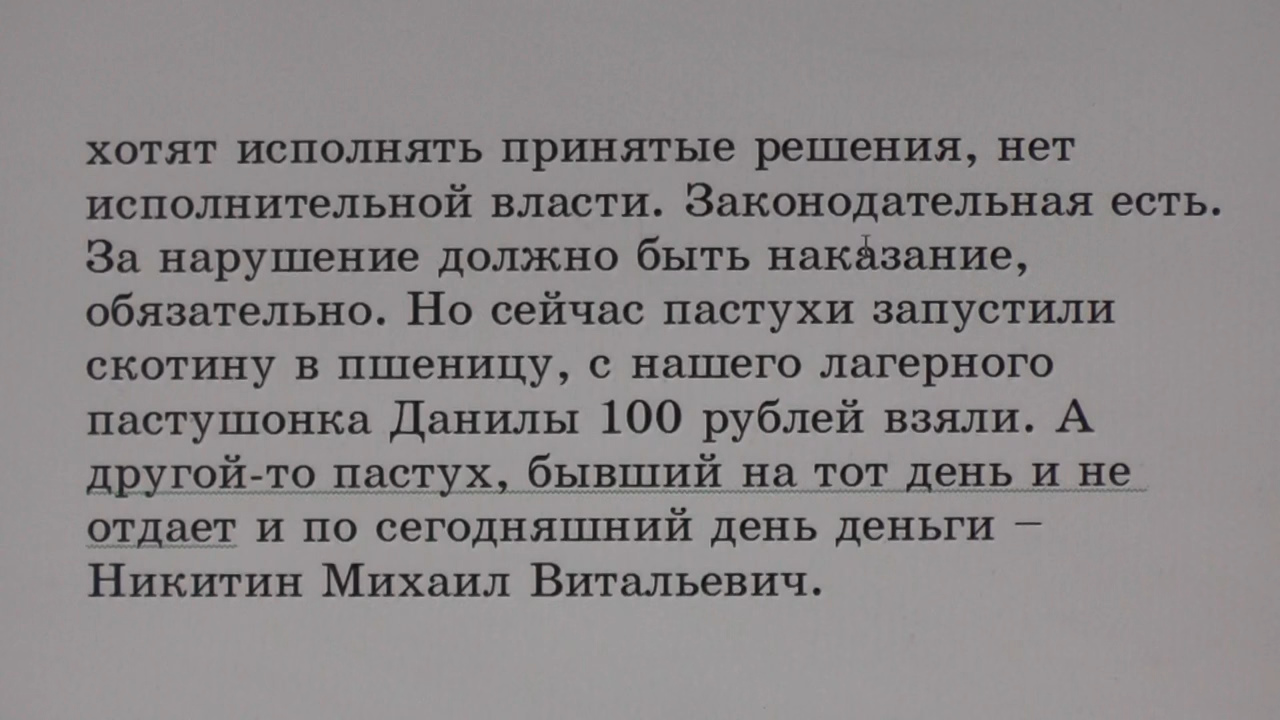 хотят исполнять принятые решения, нет
исполнительной власти. Законодательная есть.
За нарушение должно быть наказание,
обязательно. Но сейчас пастухи запустили
скотину в пшеницу, с нашего лагерного
пастушонка Данилы 100 рублей взяли. А
другой-то пастух, бывший на тот день и не
отдает и по сегодняшний день деньги –
Никитин Михаил Витальевич.